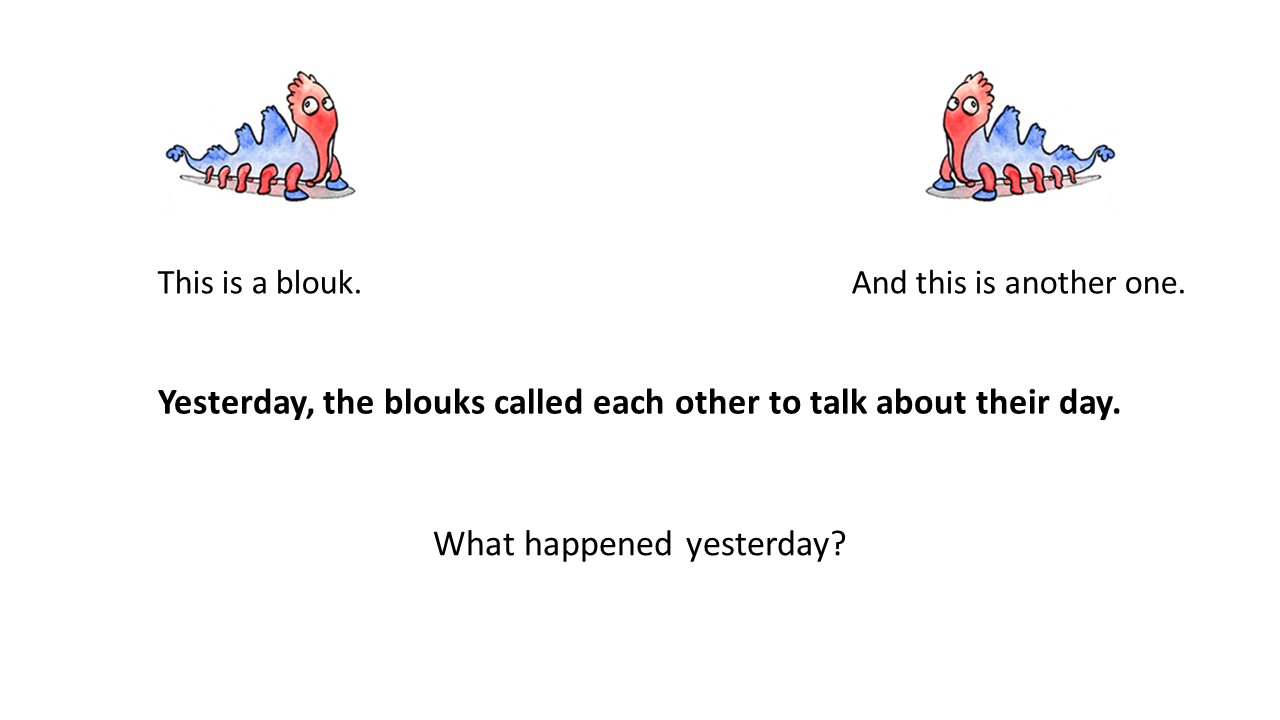 This is a blouk.
And this is another one.
Yesterday, the blouks called each other to talk about their day.
What happened yesterday?